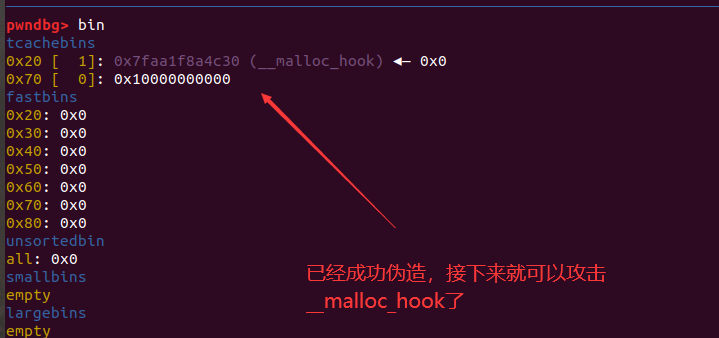 pwndbg> bin
tcachebins
0x20 [  1]: 0x7faa1f8a4c30 (__malloc_hook) ◂— 0x0
0x70 [  0]: 0x10000000000
fastbins
0x20: 0x0
0x30: 0x0
0x40: 0x0
0x50: 0x0
0x60: 0x0
0x70: 0x0
0x80: 0x0
unsortedbin
all: 0x0
smallbins
empty
largebins
empty
已经成功伪造，接下来就可以攻击
__malloc_hook了